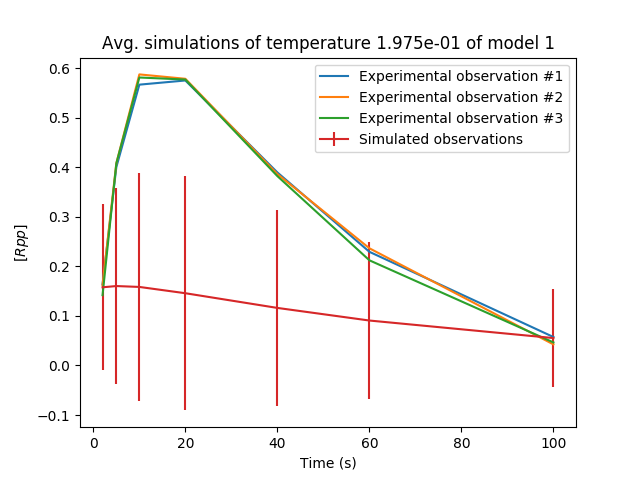 Avg. simulations of temperature 1.975e-01 of model 1
Experimental observation #1
Experimental observation #2
Experimental observation #3
Simulated observations
0.6
0.5
0.4
0.3
0.2
0.1
0.0
−0.1
[Rpp]
0
20
40
60
80
100
Time (s)